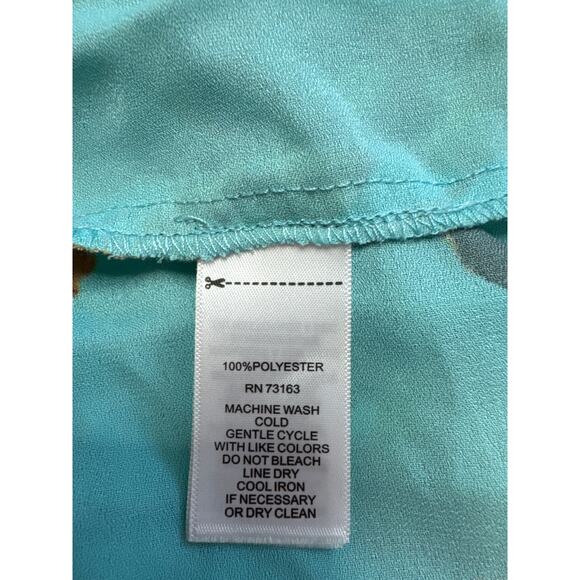 100%POLYESTER
RN 73163
MACHINE WASH
COLD
GENTLE CYCLE
WITH LIKE COLORS
DO NOT BLEACH
LINE DRY
COOL IRON
IF NECESSARY
OR DRY CLEAN